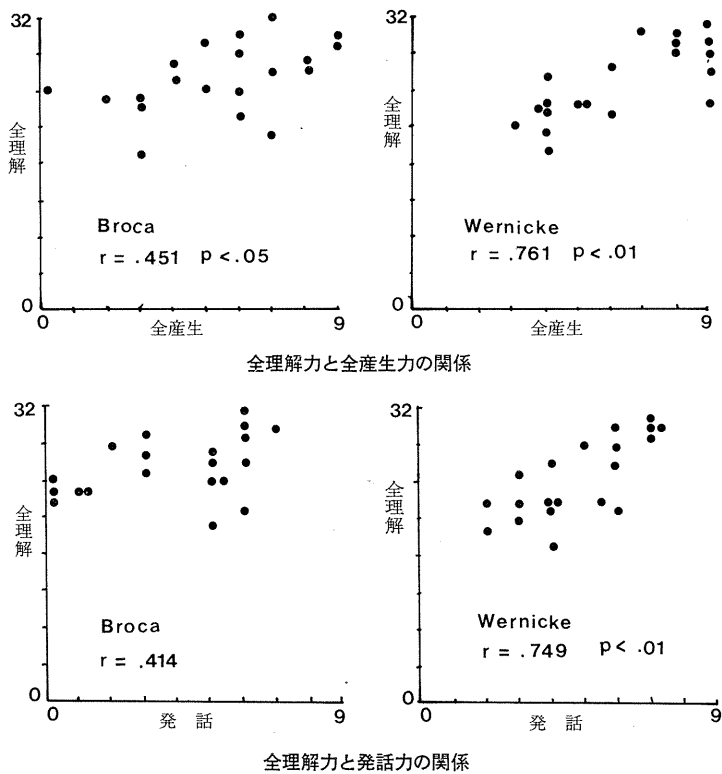 32
全理解
Broca
r = .451 p <.05
0
0
全産生
9
32
全理解
Wernicke
r = .761 p <.01
0
0
全産生
9
全理解力と全産生力の関係
32
全理解
Broca
r = .414
0
0
発 話
9
32
全理解
Wernicke
r = .749 p< .01
0
0
発 話
9
全理解力と発話力の関係